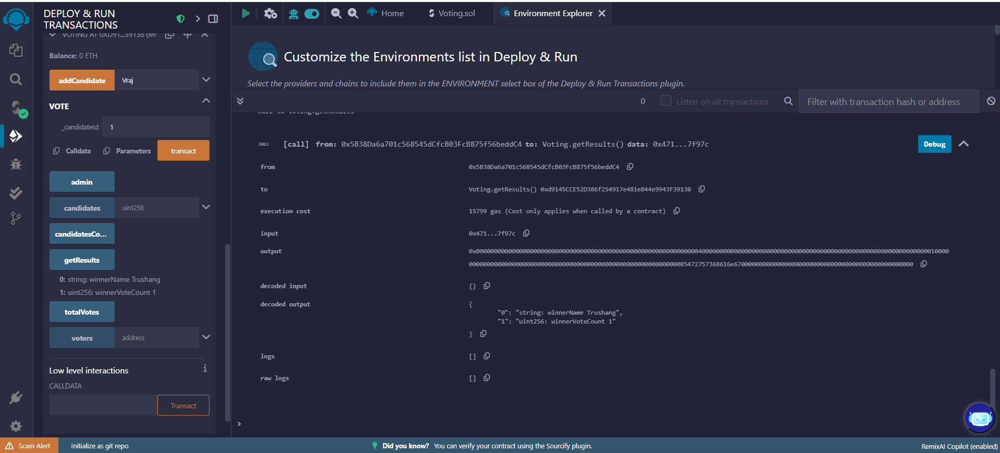 DEPLOY & RUN
TRANSACTIONS
VOTING AT 0XD91...39138 (MI
Balance: 0 ETH
addCandidate Vraj
VOTE
_candidateId: 1
Calldata Parameters transact
admin
candidates uint256
candidatesCo...
getResults
0: string: winnerName Trushang
1: uint256: winnerVoteCount 1
totalVotes
voters address
Low level interactions i
CALLDATA
Transact
Home
Voting.sol
Environment Explorer
Customize the Environments list in Deploy & Run
Select the providers and chains to include them in the ENVIRONMENT select box of the Deploy & Run Transactions plugin.
0 Listen on all transactions Filter with transaction hash or address
call to Voting.getResults
CALL [call] from: 0x5B38Da6a701c568545dCfcB03FcB875f56beddC4 to: Voting.getResults() data: 0x471...7f97c Debug
from 0x5B38Da6a701c568545dCfcB03FcB875f56beddC4
to Voting.getResults() 0xd9145CCE52D386f254917e481eB44e9943F39138
execution cost 15799 gas (Cost only applies when called by a contract)
input 0x471...7f97c
output
decoded input {}
decoded output {
"0": "string: winnerName Trushang",
"1": "uint256: winnerVoteCount 1"
}
logs []
raw logs []
>
Scam Alert Initialize as git repo Did you know? You can verify your contract using the Sourcify plugin. RemixAI Copilot (enabled)